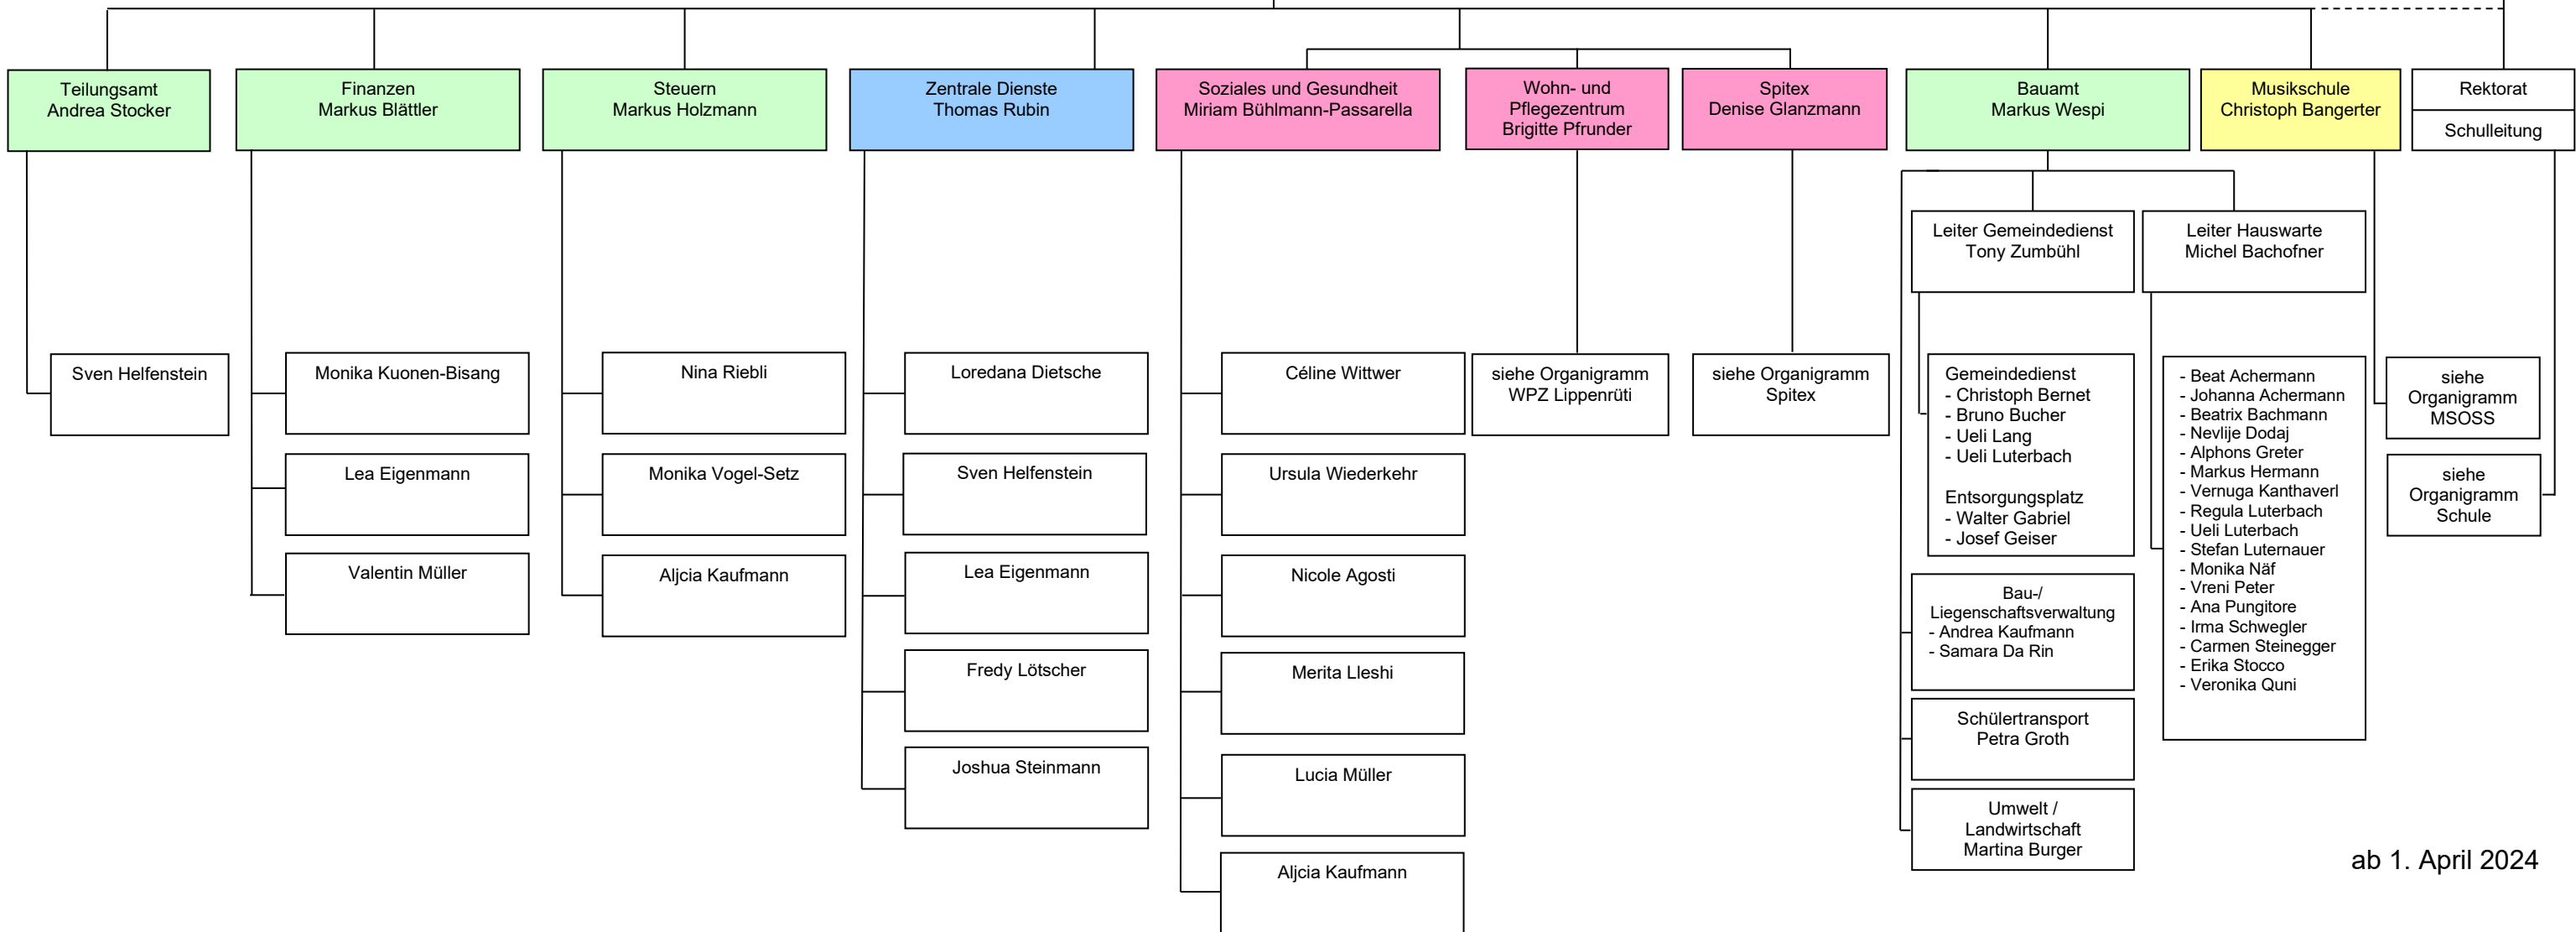 Teilungsamt
Andrea Stocker
Finanzen
Markus Blättler
Steuern
Markus Holzmann
Zentrale Dienste
Thomas Rubin
Soziales und Gesundheit
Miriam Bühlmann-Passarella
Wohn- und
Pflegezentrum
Brigitte Pfrunder
Spitex
Denise Glanzmann
Bauamt
Markus Wespi
Musikschule
Christoph Bangerter
Rektorat
Schulleitung
Leiter Gemeindedienst
Tony Zumbühl
Leiter Hauswarte
Michel Bachofner
Sven Helfenstein
Monika Kuonen-Bisang
Lea Eigenmann
Valentin Müller
Nina Riebli
Monika Vogel-Setz
Aljcia Kaufmann
Loredana Dietsche
Sven Helfenstein
Lea Eigenmann
Fredy Lötscher
Joshua Steinmann
Céline Wittwer
Ursula Wiederkehr
Nicole Agosti
Merita Lleshi
Lucia Müller
Aljcia Kaufmann
siehe Organigramm
WPZ Lippenrüti
siehe Organigramm
Spitex
Gemeindedienst
- Christoph Bernet
- Bruno Bucher
- Ueli Lang
- Ueli Luterbach
Entsorgungsplatz
- Walter Gabriel
- Josef Geiser
Bau-/
Liegenschaftsverwaltung
- Andrea Kaufmann
- Samara Da Rin
Schülertransport
Petra Groth
Umwelt /
Landwirtschaft
Martina Burger
- Beat Achermann
- Johanna Achermann
- Beatrix Bachmann
- Nevlije Dodaj
- Alphons Greter
- Markus Hermann
- Vernuga Kanthaverl
- Regula Luterbach
- Ueli Luterbach
- Stefan Luternauer
- Monika Näf
- Vreni Peter
- Ana Pungitore
- Irma Schwegler
- Carmen Steinegger
- Erika Stocco
- Veronika Quni
siehe
Organigramm
MSOSS
siehe
Organigramm
Schule
ab 1. April 2024